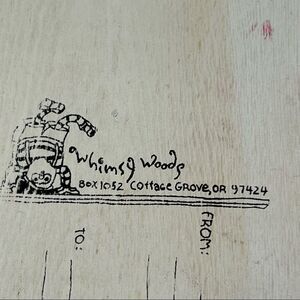 Whimsy Woods
Box 1052 Cottage Grove, OR 97424
FROM:
TO: